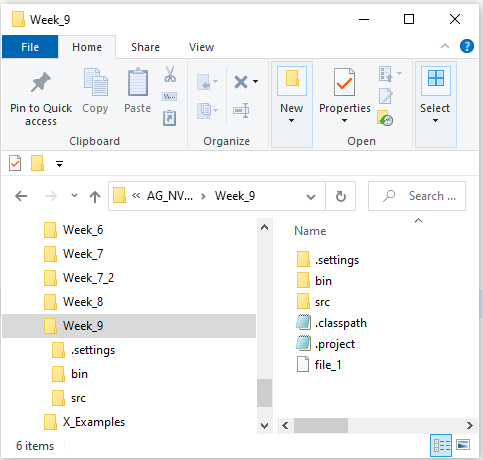 Week_9
File Home Share View
Pin to Quick access Copy Paste New Properties Select
Clipboard Organize Open
AG_NV... Week_9 Search ...
Week_6
Week_7
Week_7_2
Week_8
Week_9
.settings
bin
src
X_Examples
Name
.settings
bin
src
.classpath
.project
file_1
6 items